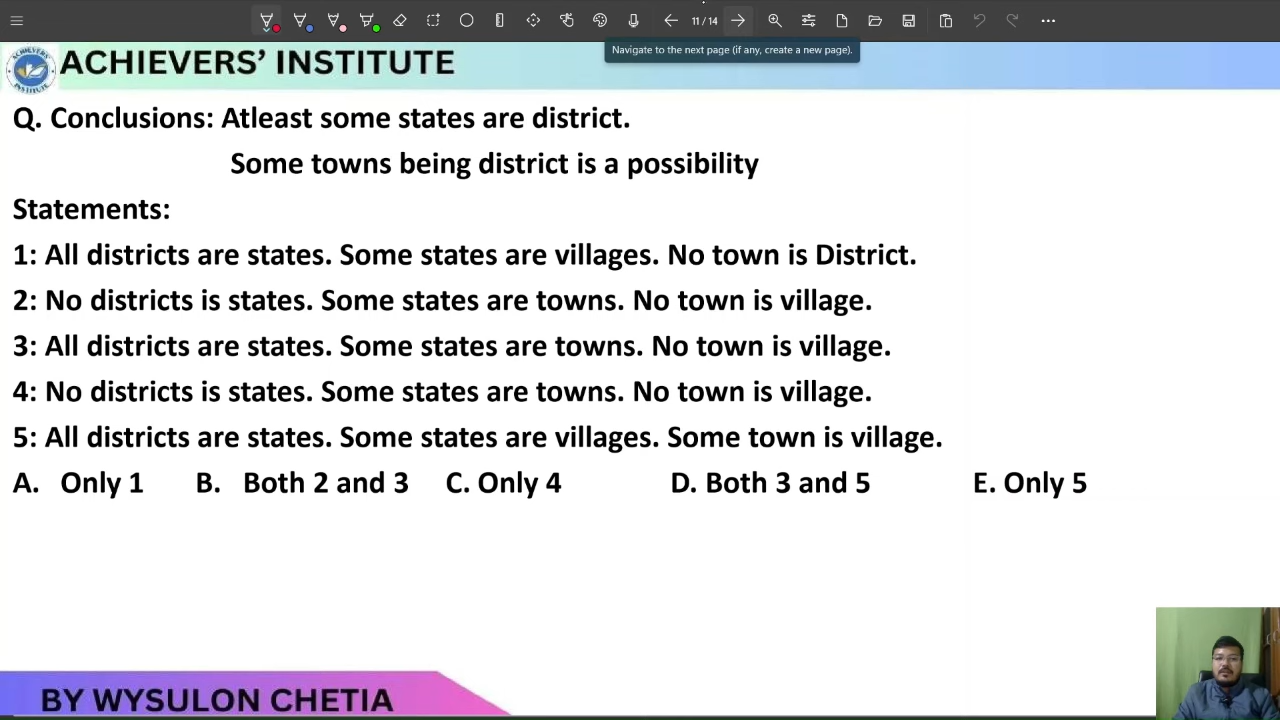 11 / 14
Navigate to the next page (if any, create a new page).
ACHIEVERS' INSTITUTE
Q. Conclusions: Atleast some states are district.
Some towns being district is a possibility
Statements:
1: All districts are states. Some states are villages. No town is District.
2: No districts is states. Some states are towns. No town is village.
3: All districts are states. Some states are towns. No town is village.
4: No districts is states. Some states are towns. No town is village.
5: All districts are states. Some states are villages. Some town is village.
A. Only 1 B. Both 2 and 3 C. Only 4 D. Both 3 and 5 E. Only 5
BY WYSULON CHETIA